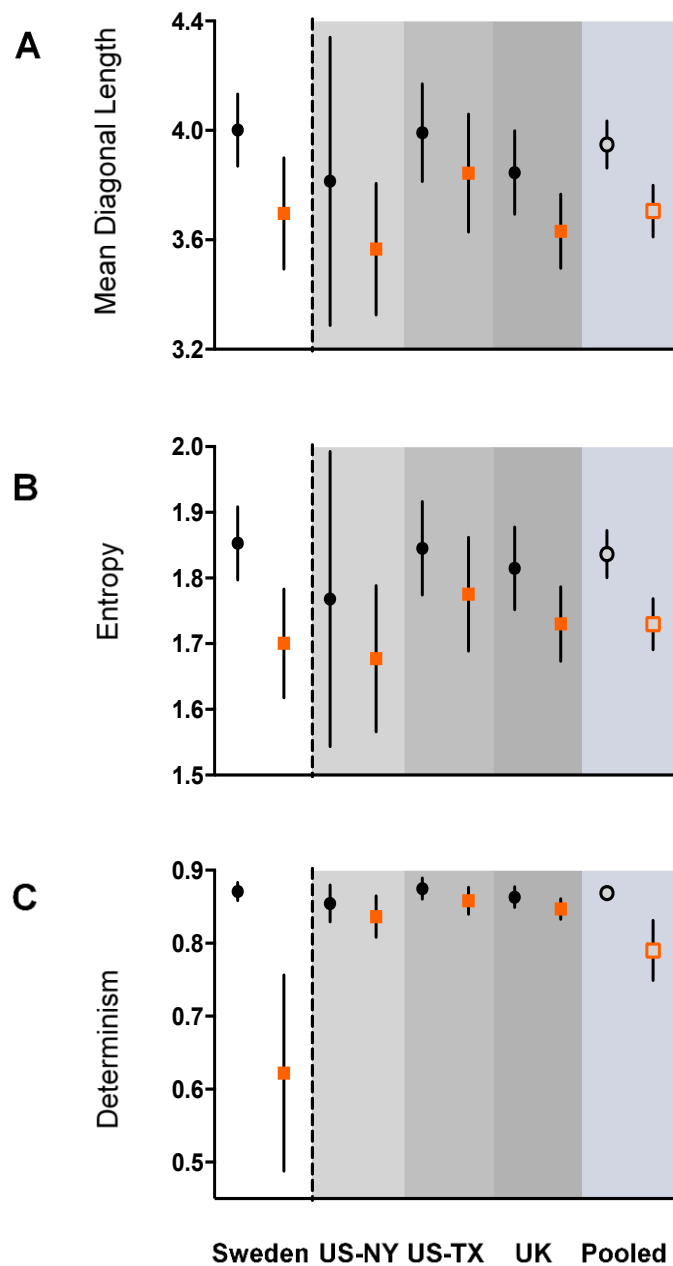 A
Mean Diagonal Length
4.4
4.0
3.6
3.2
B
Entropy
2.0
1.9
1.8
1.7
1.6
1.5
C
Determinism
0.9
0.8
0.7
0.6
0.5
Sweden US-NY US-TX UK Pooled